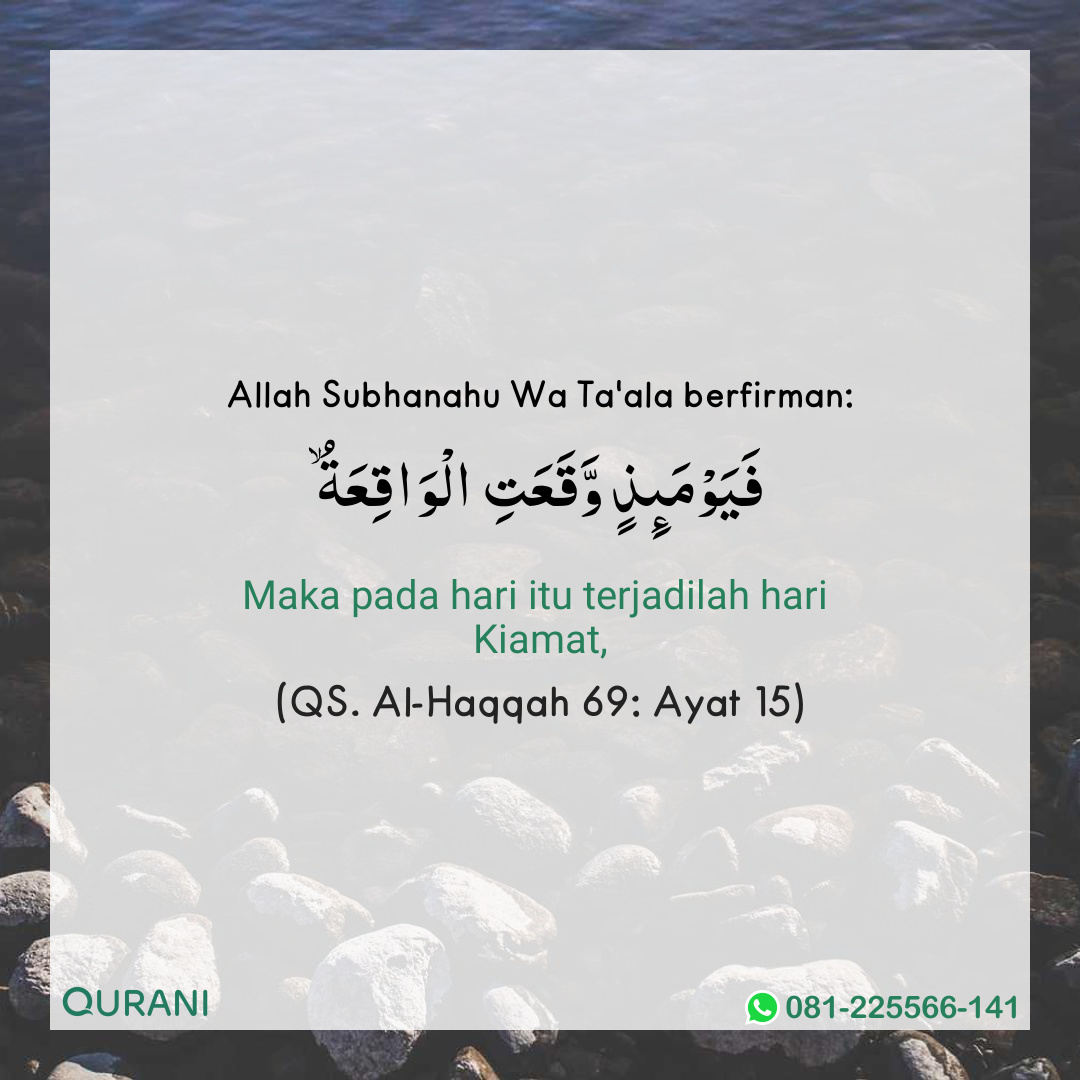 Allah Subhanahu Wa Ta'ala berfirman:
فَيَوْمَىِٕذٍ وَّقَعَتِ الْوَاقِعَةُۙ
Maka pada hari itu terjadilah hari
Kiamat,
(QS. Al-Haqqah 69: Ayat 15)
QURANI
081-225566-141